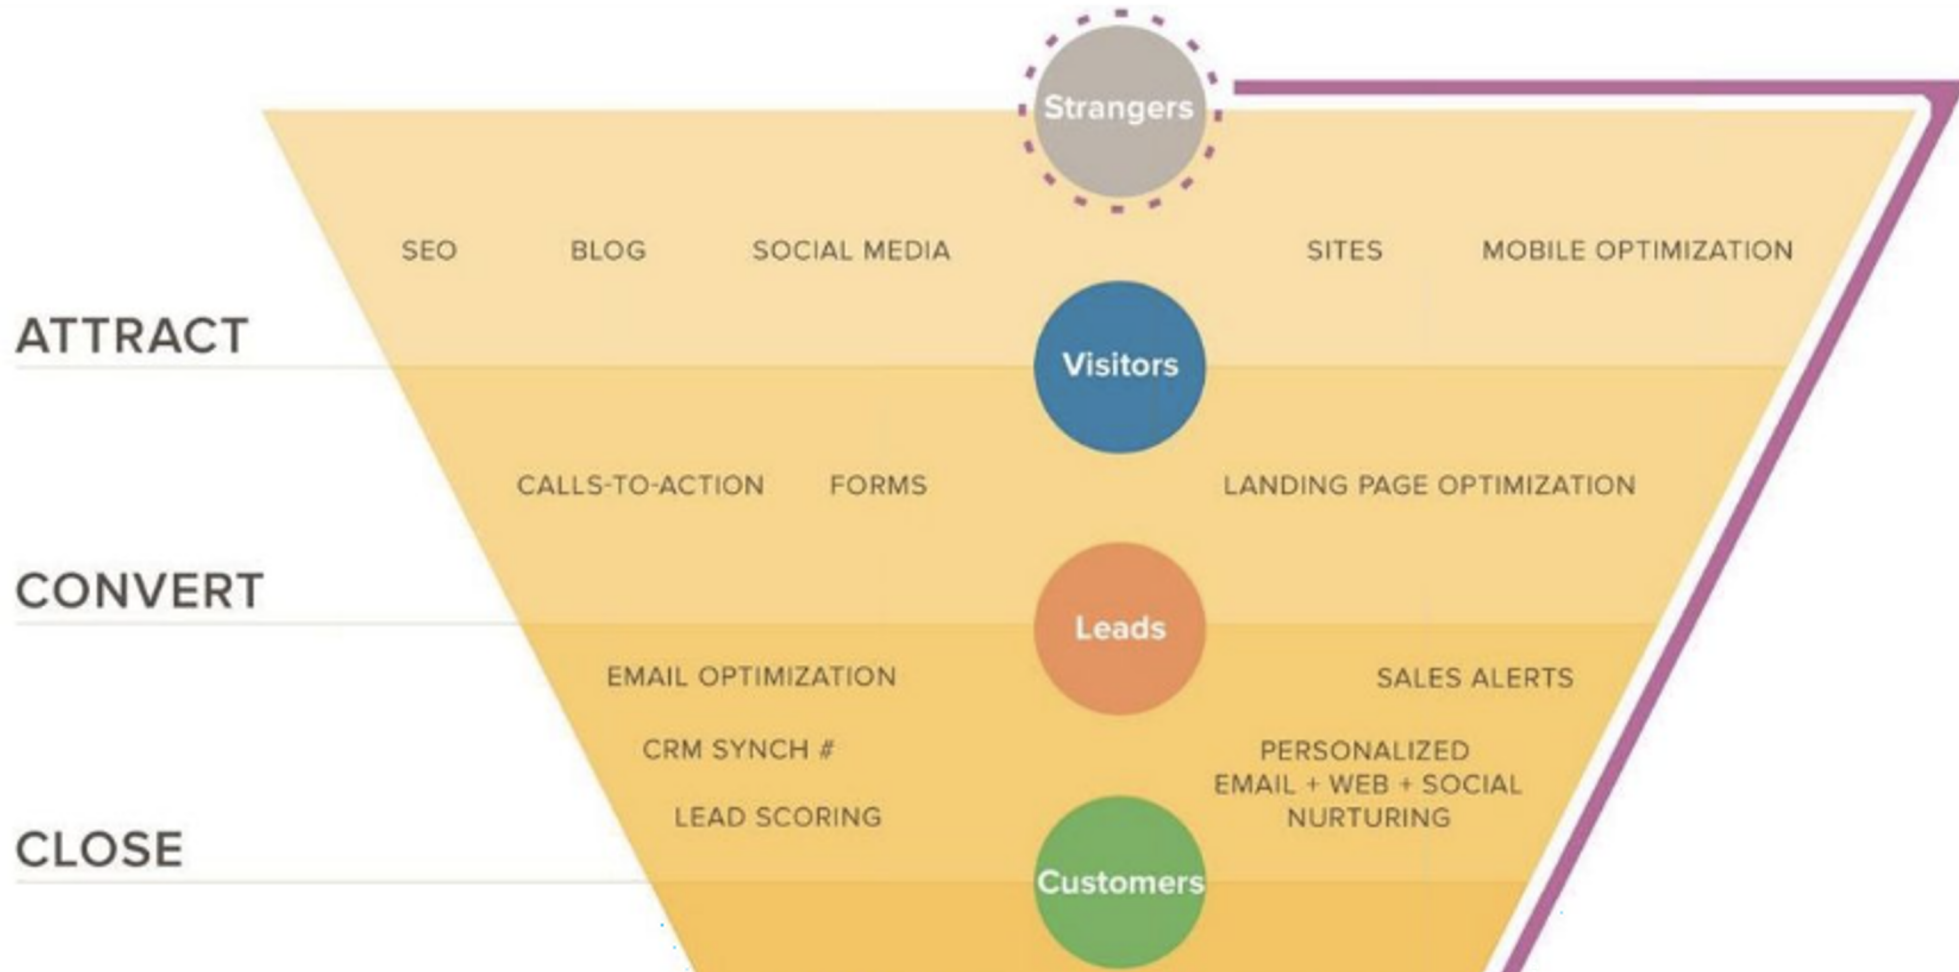 Strangers
SEO
BLOG
SOCIAL MEDIA
SITES
MOBILE OPTIMIZATION
ATTRACT
Visitors
CALLS-TO-ACTION
FORMS
LANDING PAGE OPTIMIZATION
CONVERT
Leads
EMAIL OPTIMIZATION
SALES ALERTS
CRM SYNCH #
PERSONALIZED
EMAIL + WEB + SOCIAL
NURTURING
LEAD SCORING
CLOSE
Customers